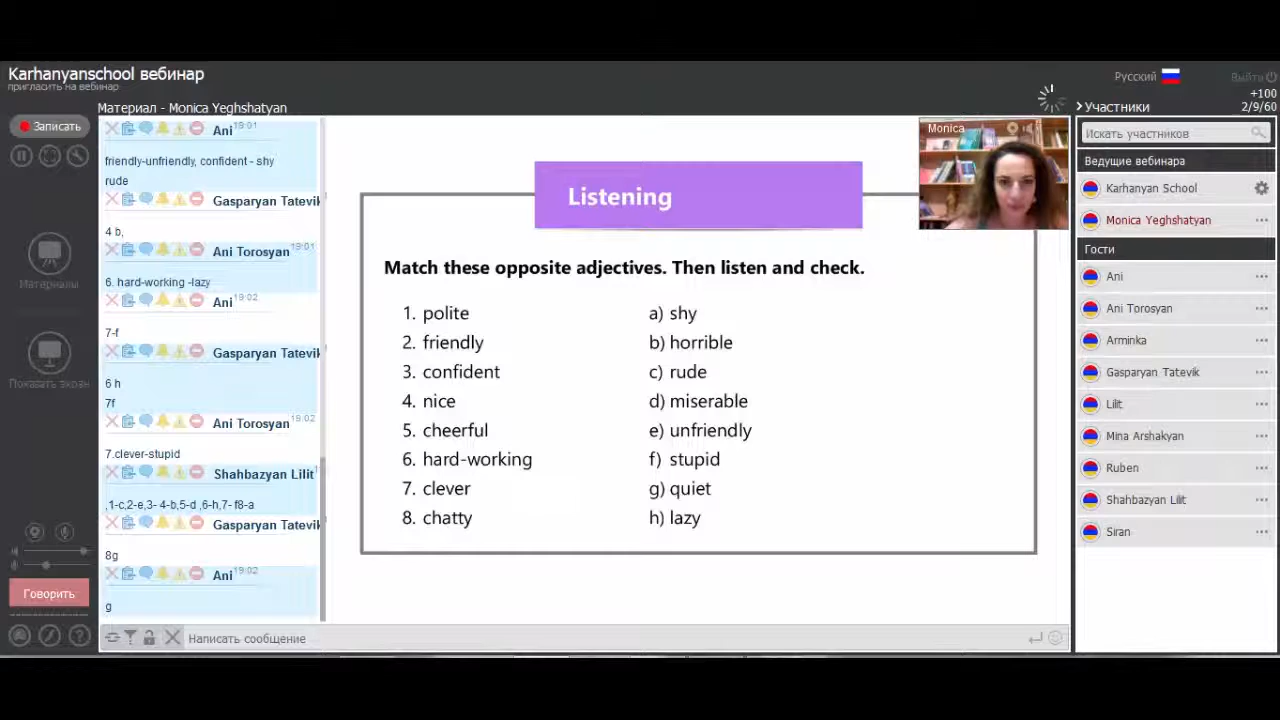 Karhanyanschool вебинар
пригласить на вебинар
Русский
Выйти
+100
2/9/60
Записать
Материалы
Показать экран
Говорить
Материал - Monica Yeghshatyan
Ani 19:01
friendly-unfriendly, confident - shy
rude
Gasparyan Tatevik
4 b,
Ani Torosyan 19:01
6. hard-working -lazy
Ani 19:02
7-f
Gasparyan Tatevik
6 h
7f
Ani Torosyan 19:02
7.clever-stupid
Shahbazyan Lilit
,1-c,2-e,3- 4-b,5-d ,6-h,7- f8-a
Gasparyan Tatevik
8g
Ani 19:02
g
Написать сообщение
Listening
Match these opposite adjectives. Then listen and check.
1. polite
2. friendly
3. confident
4. nice
5. cheerful
6. hard-working
7. clever
8. chatty
a) shy
b) horrible
c) rude
d) miserable
e) unfriendly
f) stupid
g) quiet
h) lazy
Monica
Участники
Искать участников
Ведущие вебинара
Karhanyan School
Monica Yeghshatyan
Гости
Ani
Ani Torosyan
Arminka
Gasparyan Tatevik
Lilit
Mina Arshakyan
Ruben
Shahbazyan Lilit
Siran